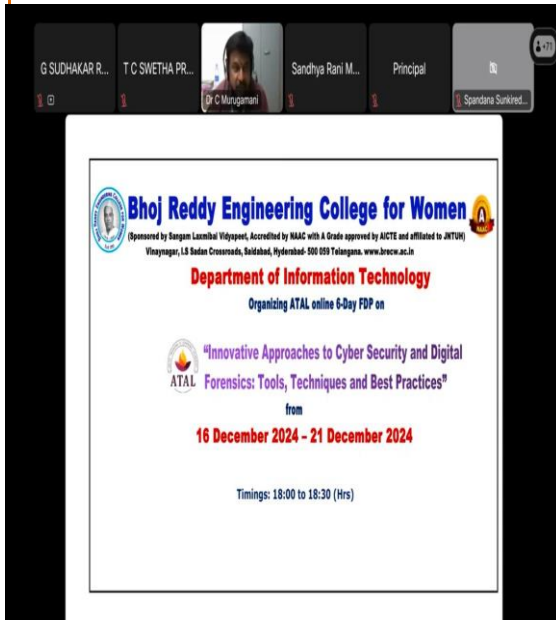 G SUDHAKAR R...
T C SWETHA PR...
Dr C Murugamani
Sandhya Rani M...
Principal
Spandana Sunkired...
+71
Bhoj Reddy Engineering College for Women
(Sponsored by Sangam Laxmibai Vidyapeet, Accredited by NAAC with A Grade approved by AICTE and affiliated to JNTUH)
Vinaynagar, I.S Sadan Crossroads, Saidabad, Hyderabad- 500 059 Telangana. www.brecw.ac.in
A
NAAC
Department of Information Technology
Organizing ATAL online 6-Day FDP on
ATAL
"Innovative Approaches to Cyber Security and Digital
Forensics: Tools, Techniques and Best Practices"
from
16 December 2024 – 21 December 2024
Timings: 18:00 to 18:30 (Hrs)